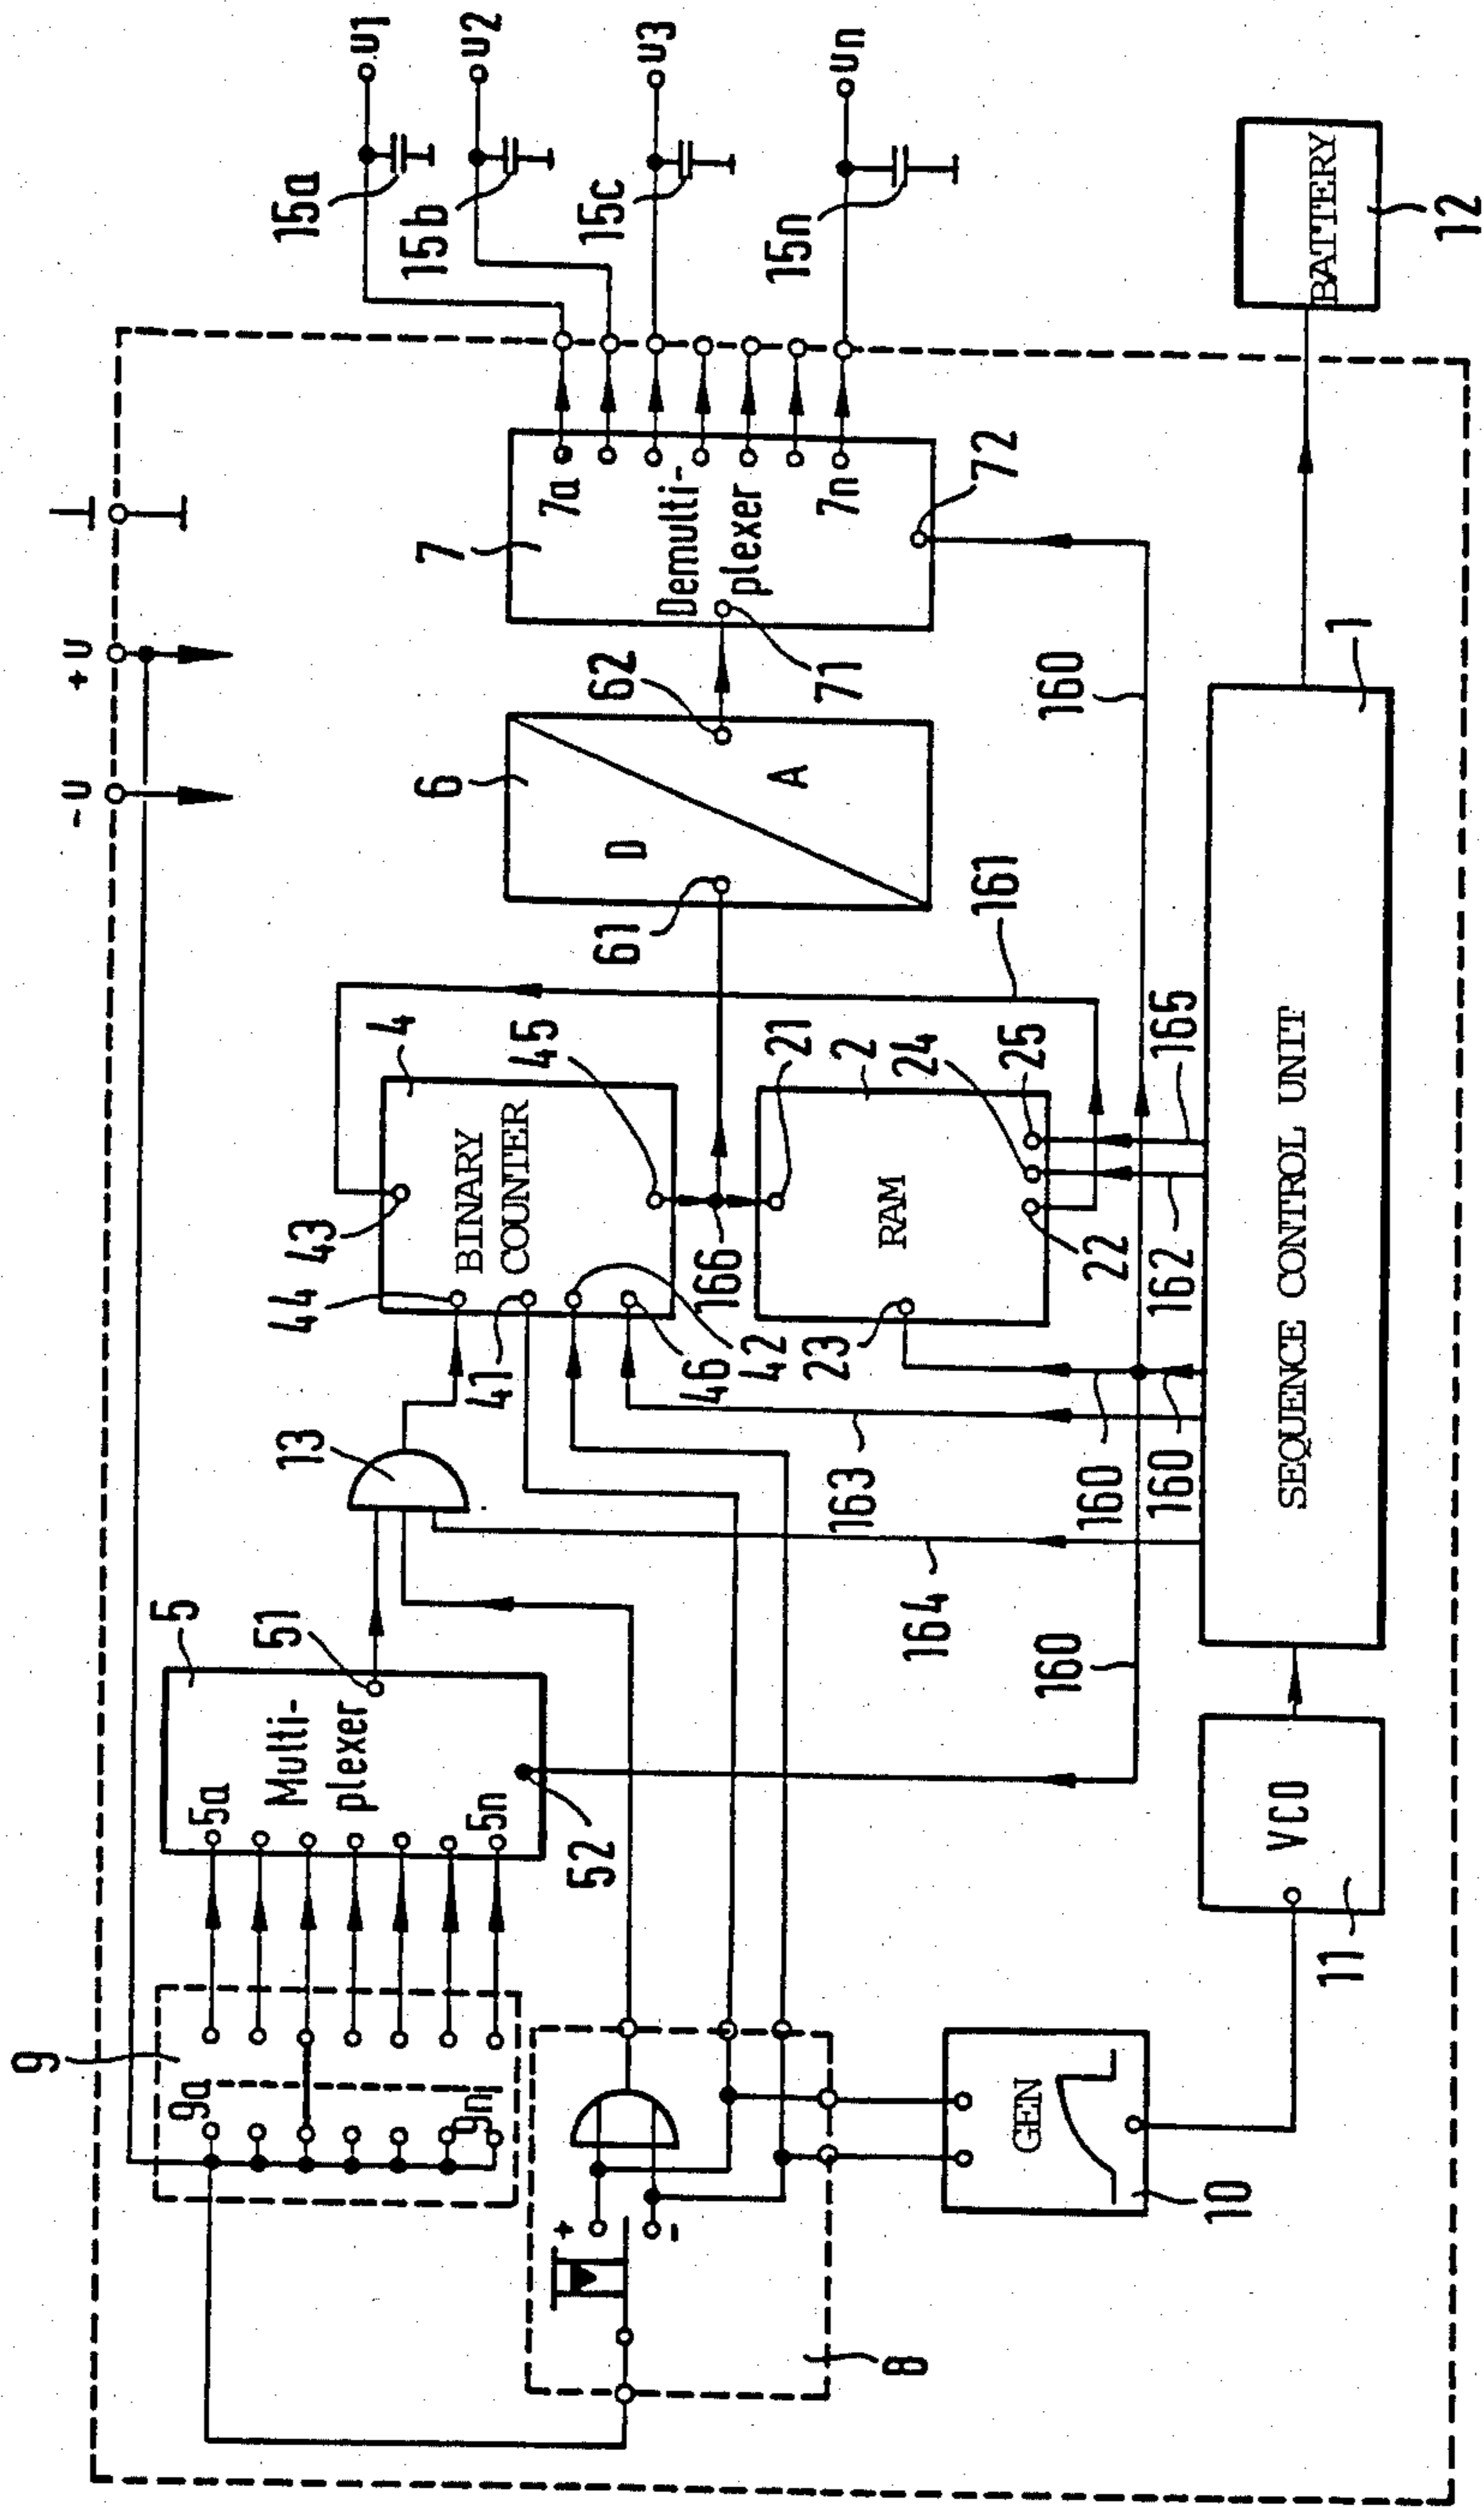 -U
+U
9
9a
9n
5
5a
Multi-
plexer
5n
51
52
13
44
43
4
BINARY
COUNTER
45
41
42
46
166
6
D
A
61
62
7
7a
Demulti-
plexer
7n
71
72
15a
U1
15b
U2
15c
U3
15n
Un
21
2
24
25
RAM
22
23
161
160
165
162
160
160
163
164
160
+
-
8
GEN
10
VCO
11
SEQUENCE CONTROL UNIT
1
BATTERY
12